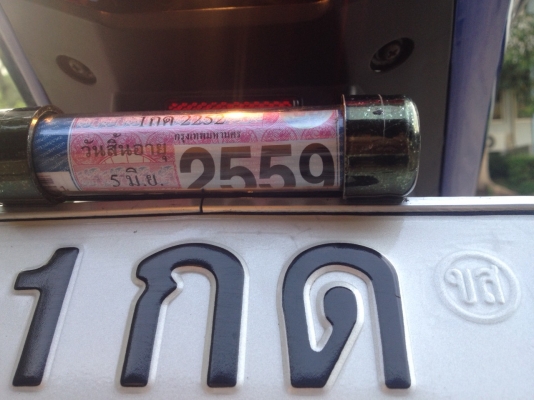 1กด 2252
กรุงเทพมหานคร
วันสิ้นอายุ
5 มิ.ย. 2559
1กด
ขส